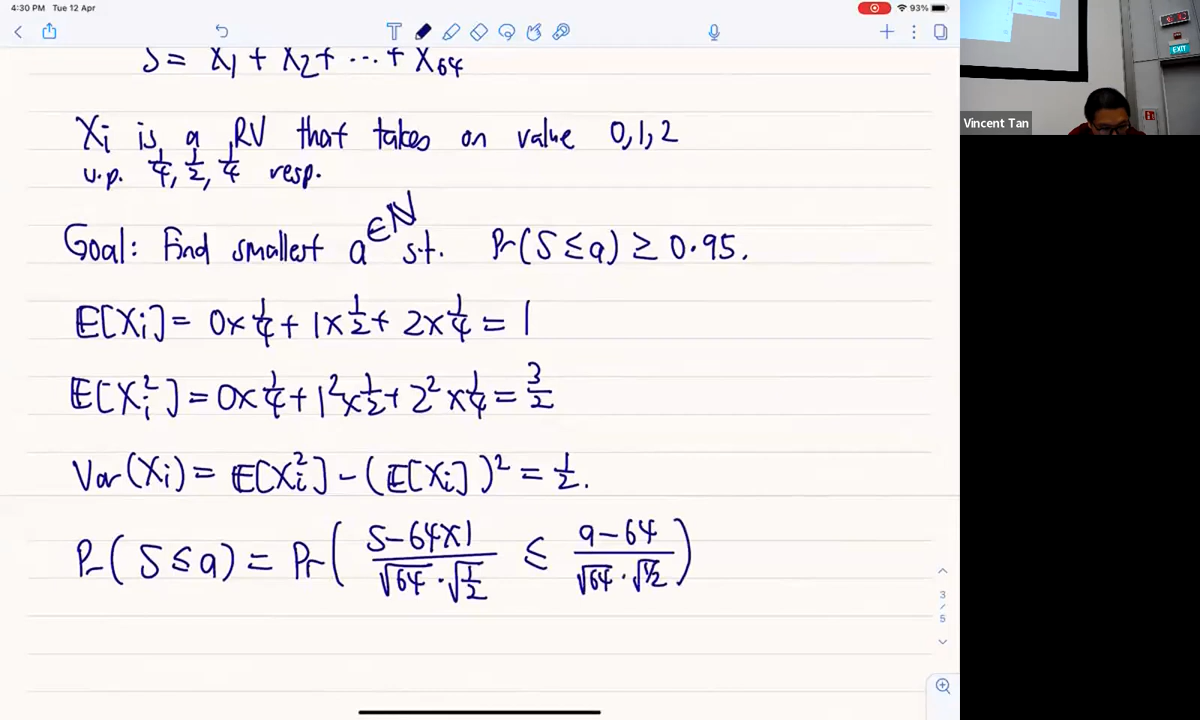 4:30 PM Tue 12 Apr
93%
S = X₁ + X₂ + ... + X₆₄
EXIT
Vincent Tan
Xi is a RV that takes on value 0, 1, 2
w.p. 1/4, 1/2, 1/4 resp.
Goal: Find smallest a ∈ ℕ s.t. Pr(S ≤ a) ≥ 0.95.
E[Xi] = 0×1/4 + 1×1/2 + 2×1/4 = 1
E[Xi²] = 0×1/4 + 1²×1/2 + 2²×1/4 = 3/2
Var(Xi) = E[Xi²] - (E[Xi])² = 1/2.
Pr(S ≤ a) = Pr( (S-64×1)/(√64·√1/2) ≤ (a-64)/(√64·√1/2) )
3
/
5